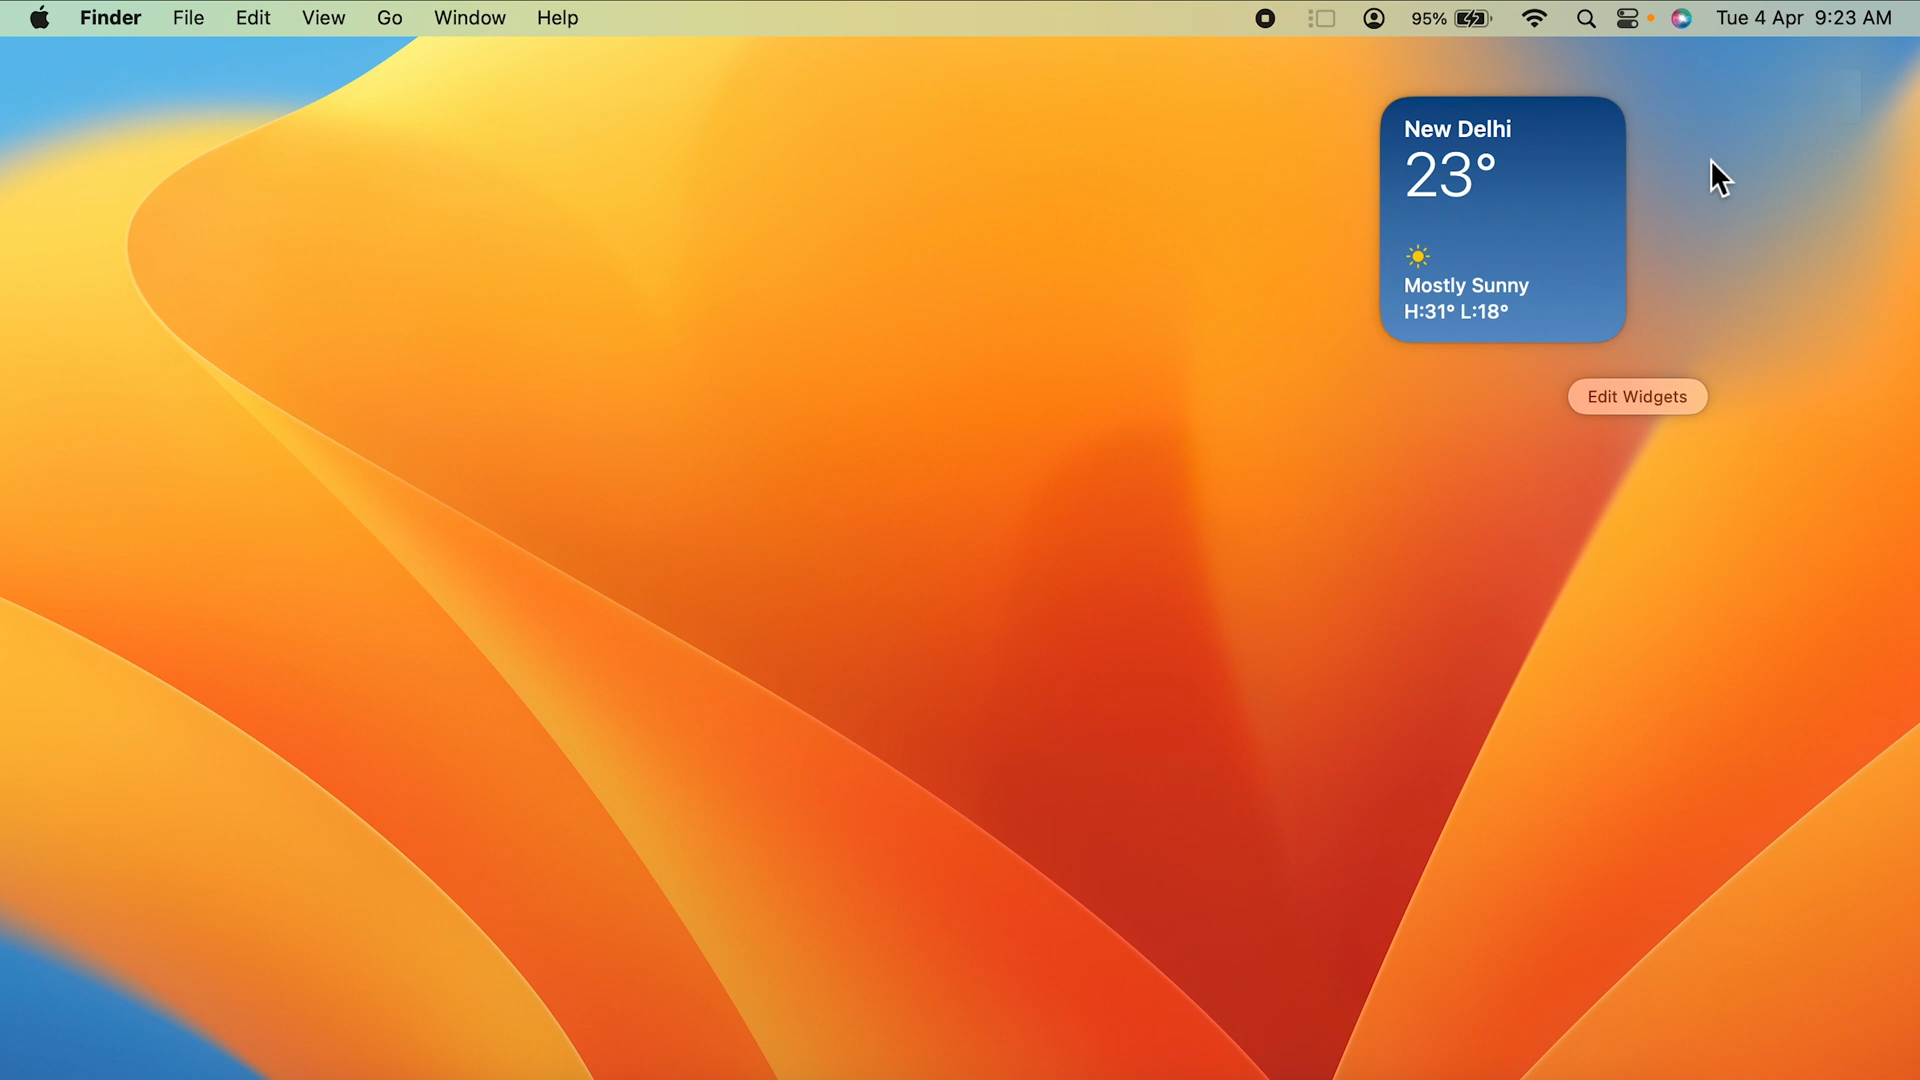 Finder File Edit View Go Window Help 95% Tue 4 Apr 9:23 AM
New Delhi
23°
Mostly Sunny
H:31° L:18°
Edit Widgets